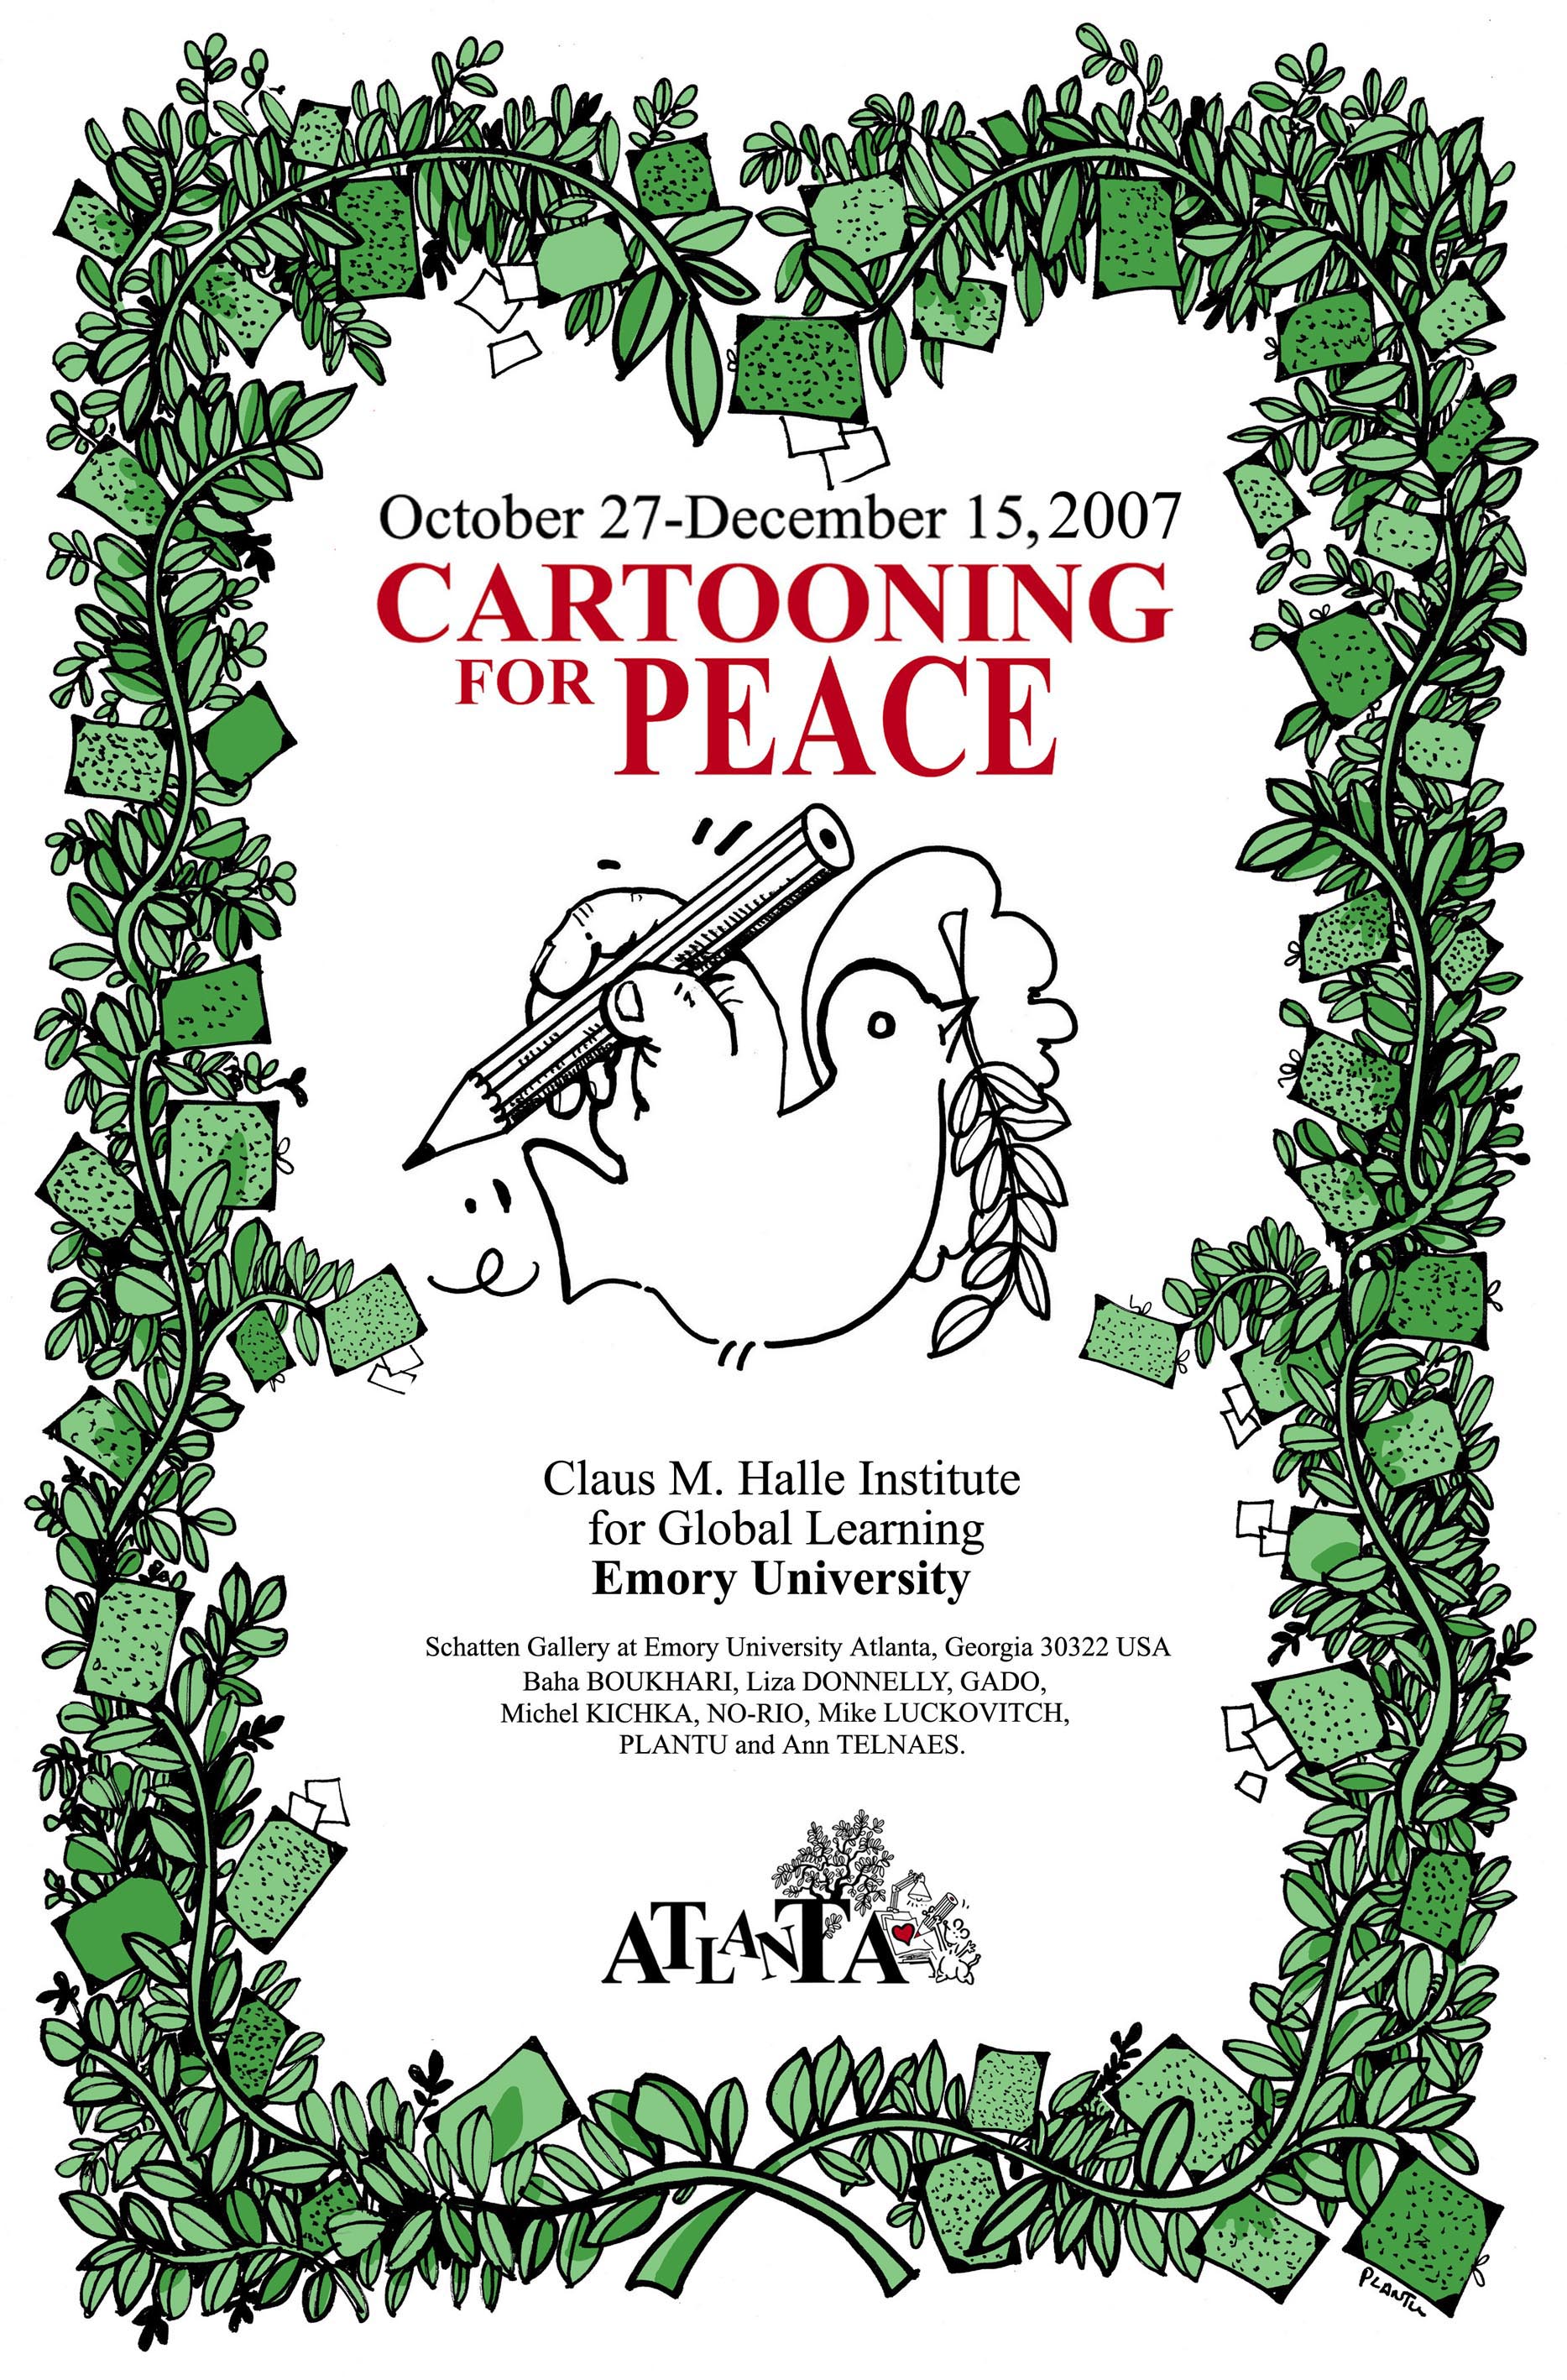 October 27-December 15, 2007
CARTOONING
FOR PEACE
Claus M. Halle Institute
for Global Learning
Emory University
Schatten Gallery at Emory University Atlanta, Georgia 30322 USA
Baha BOUKHARI, Liza DONNELLY, GADO,
Michel KICHKA, NO-RIO, Mike LUCKOVITCH,
PLANTU and Ann TELNAES.
ATLANTA
PLANTU